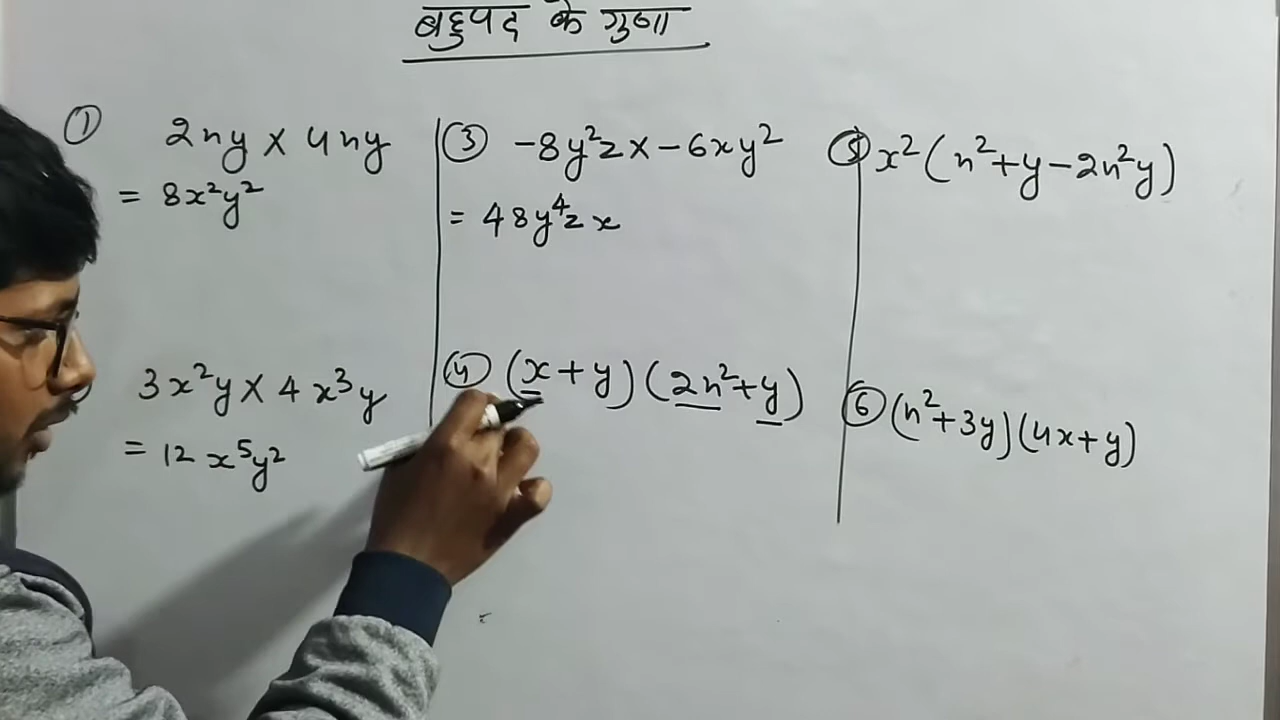 बहुपद के गुणा
① 2xy × 4xy
= 8x²y²
3x²y × 4x³y
= 12x⁵y²
③ -8y²z × -6xy²
= 48y⁴zx
④ (x+y)(2x²+y)
⑤ x²(x²+y-2x²y)
⑥ (x²+3y)(4x+y)